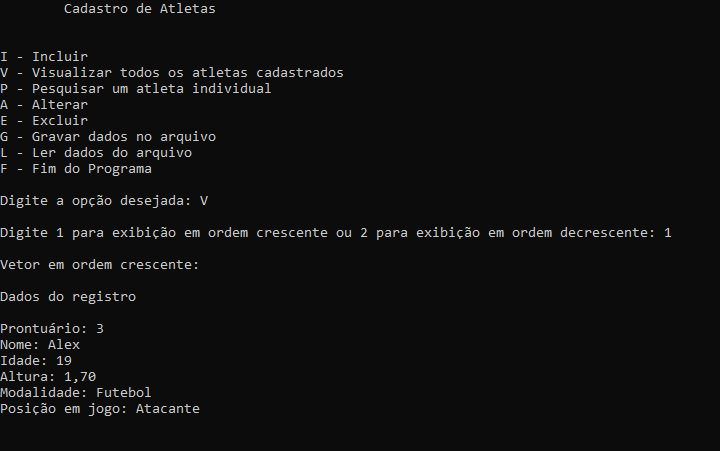 Cadastro de Atletas
I - Incluir
V - Visualizar todos os atletas cadastrados
P - Pesquisar um atleta individual
A - Alterar
E - Excluir
G - Gravar dados no arquivo
L - Ler dados do arquivo
F - Fim do Programa
Digite a opção desejada: V
Digite 1 para exibição em ordem crescente ou 2 para exibição em ordem decrescente: 1
Vetor em ordem crescente:
Dados do registro
Prontuário: 3
Nome: Alex
Idade: 19
Altura: 1,70
Modalidade: Futebol
Posição em jogo: Atacante